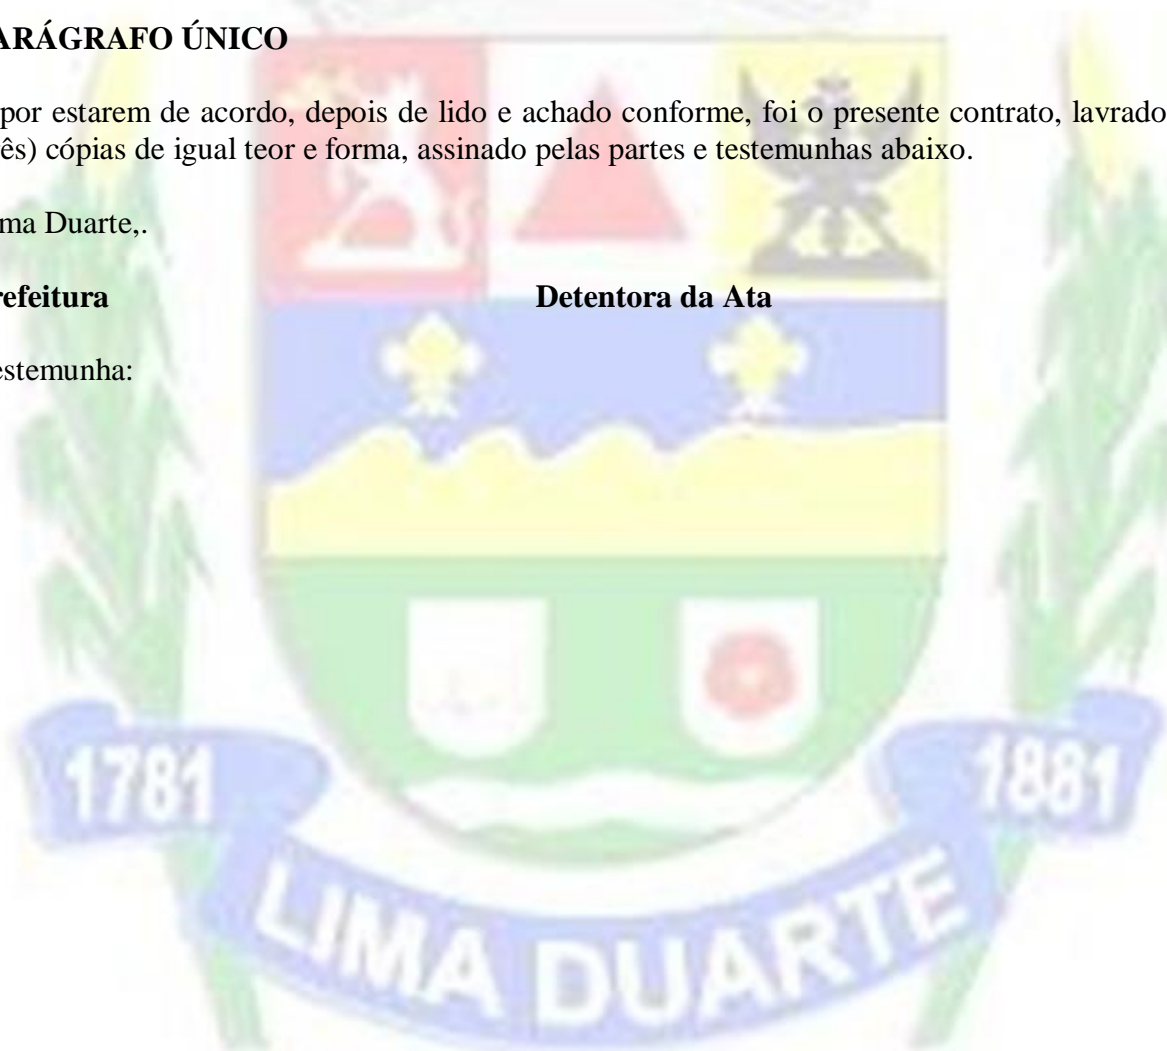 ARÁGRAFO ÚNICO
por estarem de acordo, depois de lido e achado conforme, foi o presente contrato, lavrado
ês) cópias de igual teor e forma, assinado pelas partes e testemunhas abaixo.
ma Duarte,.
refeitura Detentora da Ata
estemunha:
1781 1881
LIMA DUARTE